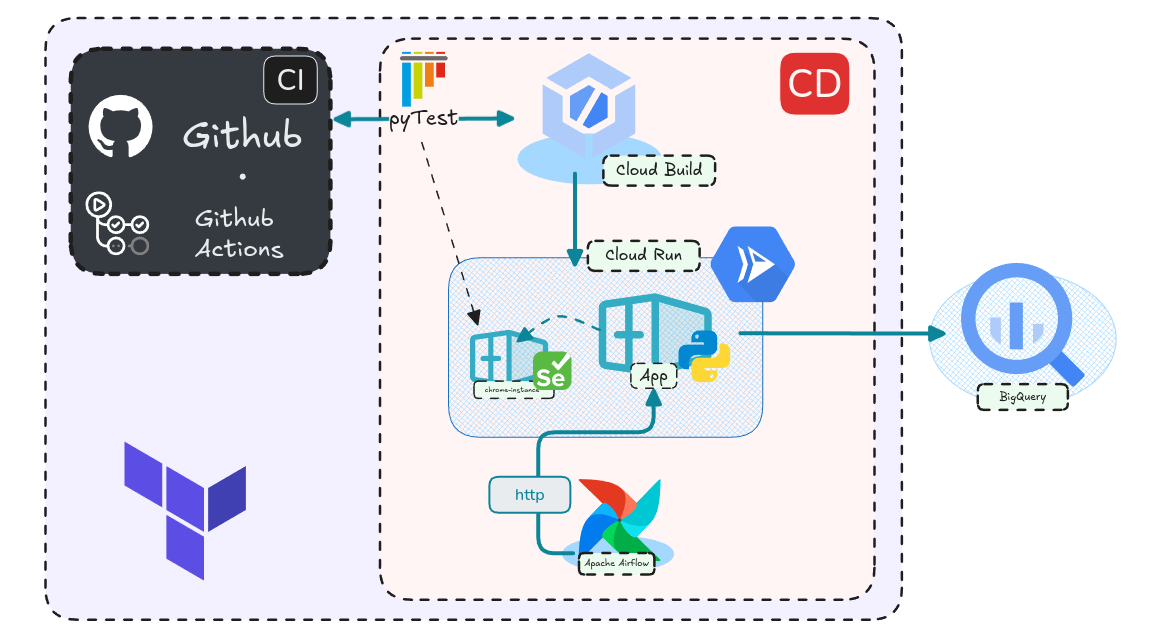 CI
Github
Github
Actions
pyTest
CD
Cloud Build
Cloud Run
Se
chrome-instance
App
http
Apache Airflow
BigQuery